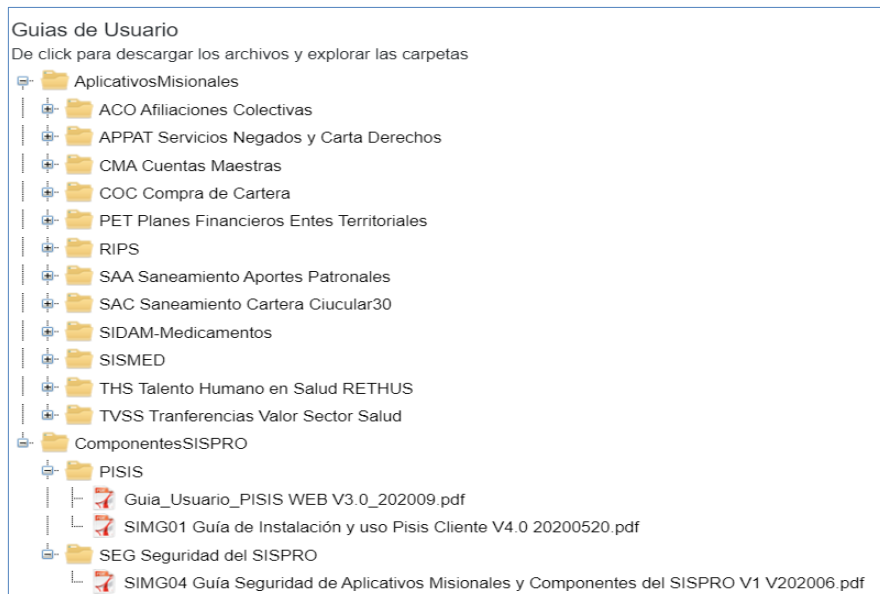 Guias de Usuario
De click para descargar los archivos y explorar las carpetas
AplicativosMisionales
ACO Afiliaciones Colectivas
APPAT Servicios Negados y Carta Derechos
CMA Cuentas Maestras
COC Compra de Cartera
PET Planes Financieros Entes Territoriales
RIPS
SAA Saneamiento Aportes Patronales
SAC Saneamiento Cartera Ciucular30
SIDAM-Medicamentos
SISMED
THS Talento Humano en Salud RETHUS
TVSS Tranferencias Valor Sector Salud
ComponentesSISPRO
PISIS
Guia_Usuario_PISIS WEB V3.0_202009.pdf
SIMG01 Guía de Instalación y uso Pisis Cliente V4.0 20200520.pdf
SEG Seguridad del SISPRO
SIMG04 Guía Seguridad de Aplicativos Misionales y Componentes del SISPRO V1 V202006.pdf